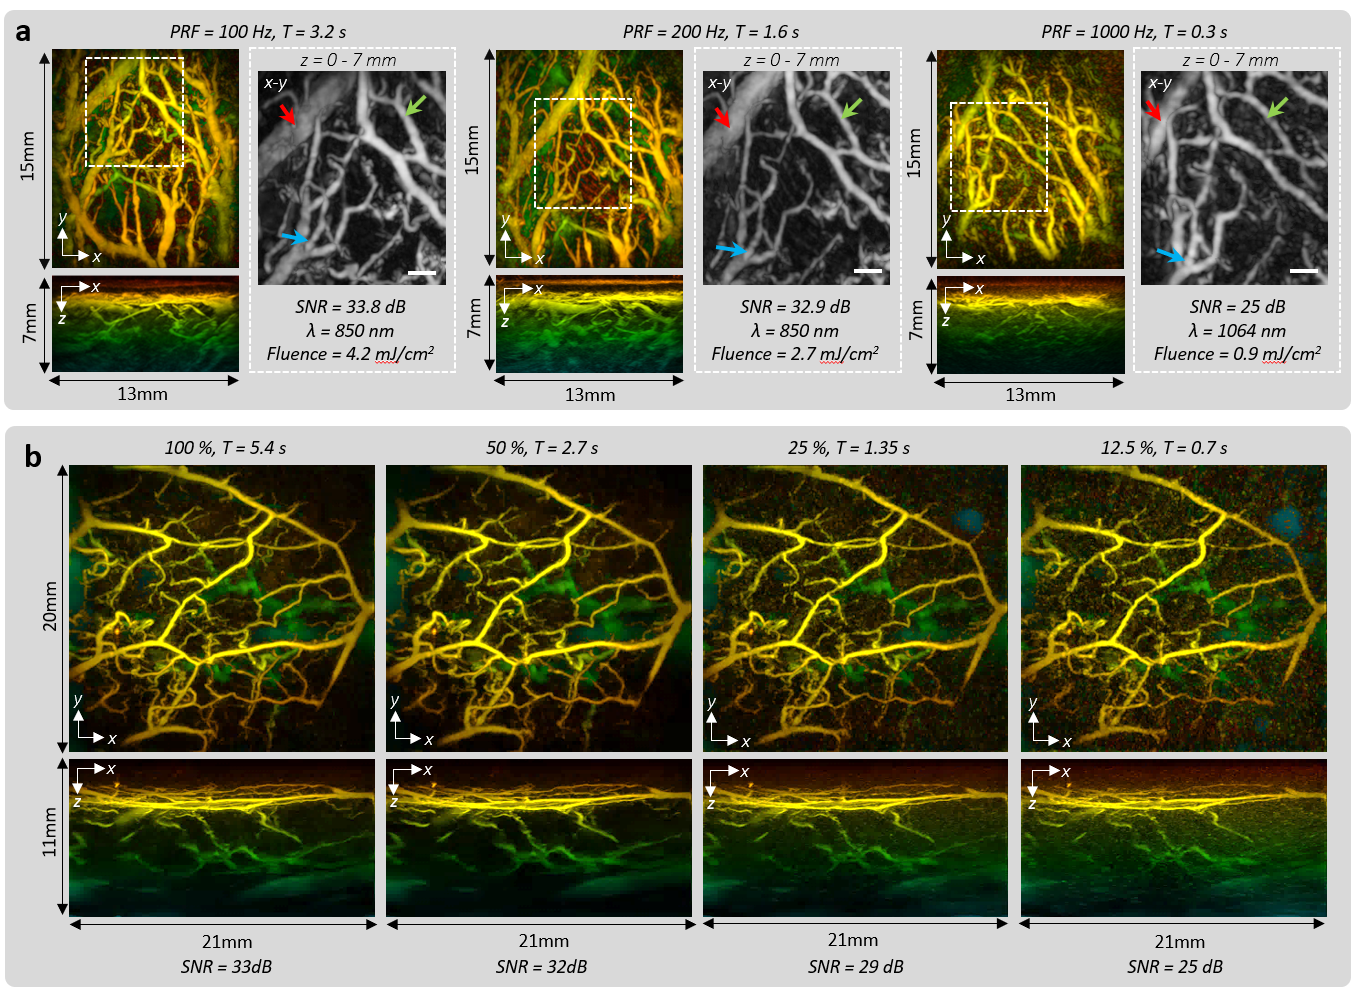 a
PRF = 100 Hz, T = 3.2 s
PRF = 200 Hz, T = 1.6 s
PRF = 1000 Hz, T = 0.3 s
z = 0 - 7 mm
z = 0 - 7 mm
z = 0 - 7 mm
x-y
x-y
x-y
15mm
15mm
15mm
y
x
y
x
y
x
x
z
x
z
x
z
7mm
7mm
7mm
SNR = 33.8 dB
λ = 850 nm
Fluence = 4.2 mJ/cm²
SNR = 32.9 dB
λ = 850 nm
Fluence = 2.7 mJ/cm²
SNR = 25 dB
λ = 1064 nm
Fluence = 0.9 mJ/cm²
13mm
13mm
13mm
b
100 %, T = 5.4 s
50 %, T = 2.7 s
25 %, T = 1.35 s
12.5 %, T = 0.7 s
20mm
y
x
y
x
y
x
y
x
11mm
x
z
x
z
x
z
x
z
21mm
21mm
21mm
21mm
SNR = 33dB
SNR = 32dB
SNR = 29 dB
SNR = 25 dB